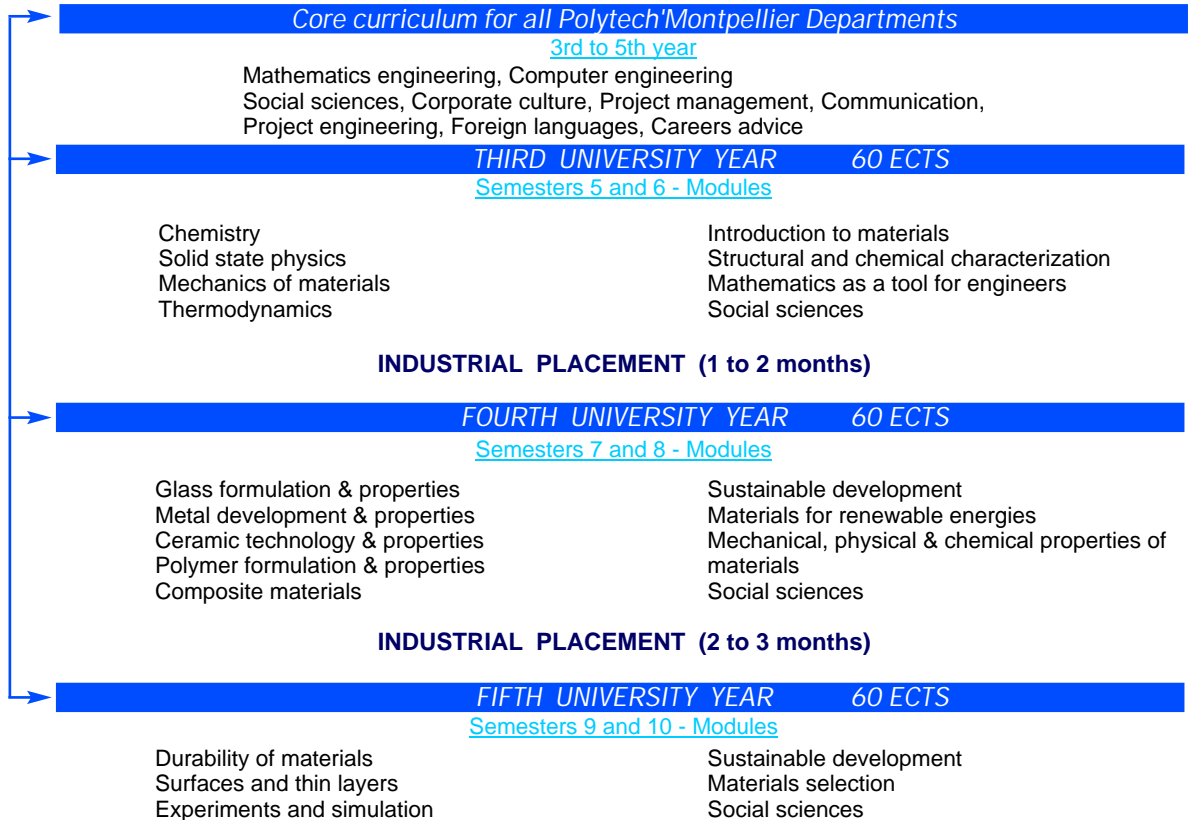 Core curriculum for all Polytech'Montpellier Departments
3rd to 5th year
Mathematics engineering, Computer engineering
Social sciences, Corporate culture, Project management, Communication,
Project engineering, Foreign languages, Careers advice
THIRD UNIVERSITY YEAR 60 ECTS
Semesters 5 and 6 - Modules
Chemistry
Solid state physics
Mechanics of materials
Thermodynamics
Introduction to materials
Structural and chemical characterization
Mathematics as a tool for engineers
Social sciences
INDUSTRIAL PLACEMENT (1 to 2 months)
FOURTH UNIVERSITY YEAR 60 ECTS
Semesters 7 and 8 - Modules
Glass formulation & properties
Metal development & properties
Ceramic technology & properties
Polymer formulation & properties
Composite materials
Sustainable development
Materials for renewable energies
Mechanical, physical & chemical properties of
materials
Social sciences
INDUSTRIAL PLACEMENT (2 to 3 months)
FIFTH UNIVERSITY YEAR 60 ECTS
Semesters 9 and 10 - Modules
Durability of materials
Surfaces and thin layers
Experiments and simulation
Sustainable development
Materials selection
Social sciences